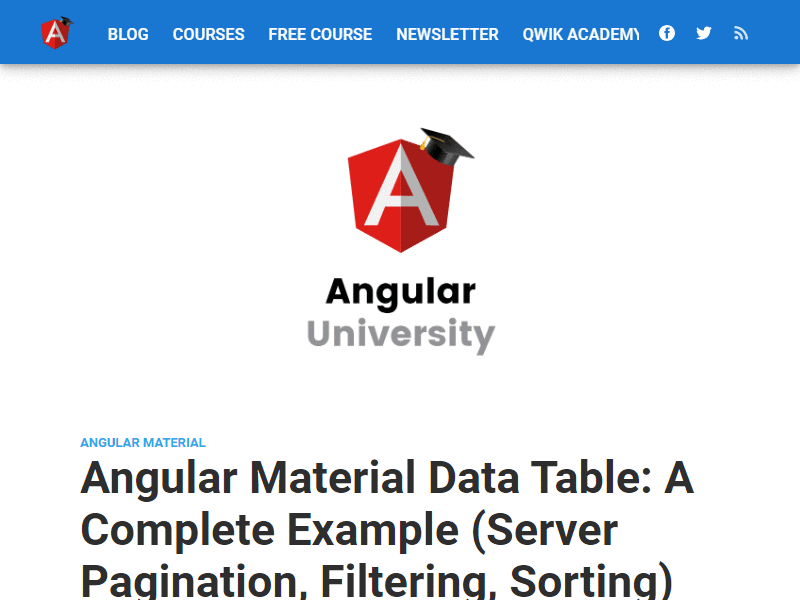 BLOG COURSES FREE COURSE NEWSLETTER QWIK ACADEMY
Angular
University
ANGULAR MATERIAL
Angular Material Data Table: A
Complete Example (Server
Pagination, Filtering, Sorting)